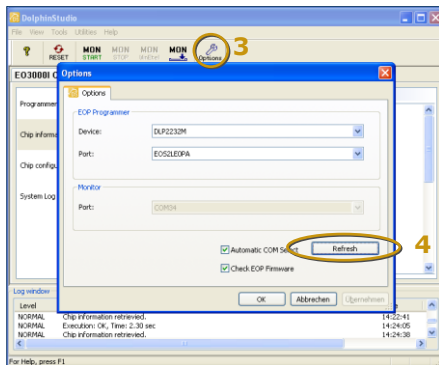 DolphinStudio
File View Tools Utilities Help
RESET
MON START
MON STOP
MON
MON
Options
3
EO3000I C
Options
Options
Programmer
EOP Programmer
Device: DLP2232M
Port: EOS2LE0PA
Chip informa
Chip configu
Monitor
Port: COM34
System Log
Automatic COM Select
Refresh
4
Check EOP Firmware
OK Abbrechen Übernehmen
Log window
Level
NORMAL Chip information retrieved. 14:22:41
NORMAL Execution: OK, Time: 2.30 sec 14:24:05
NORMAL Chip information retrieved. 14:24:38
For Help, press F1